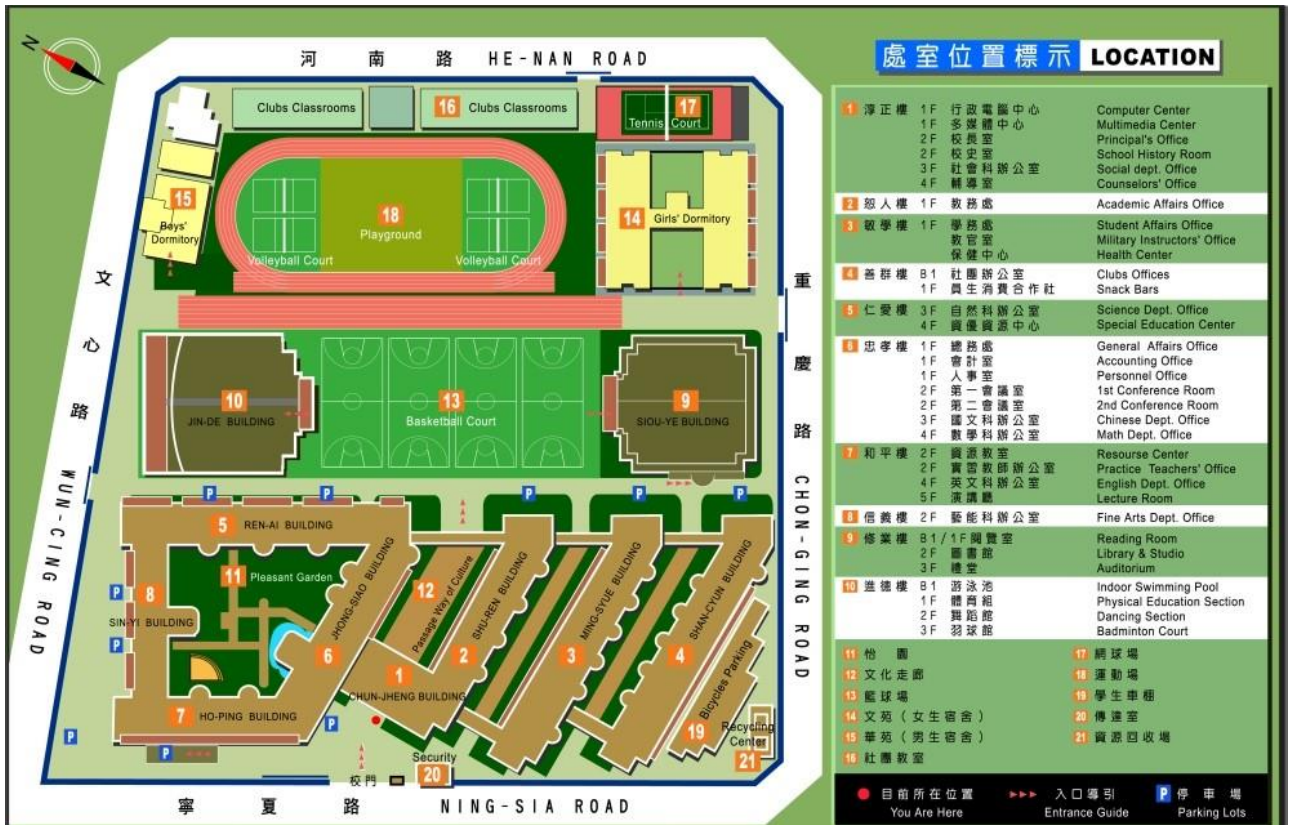 N
河南路 HE-NAN ROAD
Clubs Classrooms
16 Clubs Classrooms
17
Tennis Court
15
Boys'
Dormitory
18
Playground
Volleyball Court
Volleyball Court
14 Girls' Dormitory
文心路 WUN-CING ROAD
重慶路 CHON-GING ROAD
10
JIN-DE BUILDING
13
Basketball Court
9
SIOU-YE BUILDING
P P P P P
5
REN-AI BUILDING
11 Pleasant Garden
P
8
SIN-YI BUILDING
P
JHONG-SIAO BUILDING
6
12
Passage Way of Culture
SHU-REN BUILDING
2
MING-SYUE BUILDING
3
SHAN-CYUN BUILDING
4
1
CHUN-JHENG BUILDING
7 HO-PING BUILDING
P
P
P
Bicycles Parking
19
Recycling
Center
21
Security
20
校門
寧夏路 NING-SIA ROAD
處室位置標示 LOCATION
1 淳正樓 1F 行政電腦中心 Computer Center
1F 多媒體中心 Multimedia Center
2F 校長室 Principal's Office
2F 校史室 School History Room
3F 社會科辦公室 Social dept. Office
4F 輔導室 Counselors' Office
2 恕人樓 1F 教務處 Academic Affairs Office
3 敏學樓 1F 學務處 Student Affairs Office
教官室 Military Instructors' Office
保健中心 Health Center
4 善群樓 B1 社團辦公室 Clubs Offices
1F 員生消費合作社 Snack Bars
5 仁愛樓 3F 自然科辦公室 Science Dept. Office
4F 資優資源中心 Special Education Center
6 忠孝樓 1F 總務處 General Affairs Office
1F 會計室 Accounting Office
1F 人事室 Personnel Office
2F 第一會議室 1st Conference Room
2F 第二會議室 2nd Conference Room
3F 國文科辦公室 Chinese Dept. Office
4F 數學科辦公室 Math Dept. Office
7 和平樓 2F 資源教室 Resourse Center
2F 實習教師辦公室 Practice Teachers' Office
4F 英文科辦公室 English Dept. Office
5F 演講廳 Lecture Room
8 信義樓 2F 藝能科辦公室 Fine Arts Dept. Office
9 修業樓 B1/1F閱覽室 Reading Room
2F 圖書館 Library & Studio
3F 禮堂 Auditorium
10 進德樓 B1 游泳池 Indoor Swimming Pool
1F 體育組 Physical Education Section
2F 舞蹈館 Dancing Section
3F 羽球館 Badminton Court
11 怡園
12 文化走廊
13 籃球場
14 文苑（女生宿舍）
15 華苑（男生宿舍）
16 社團教室
17 網球場
18 運動場
19 學生車棚
20 傳達室
21 資源回收場
目前所在位置
You Are Here
入口導引
Entrance Guide
P 停車場
Parking Lots